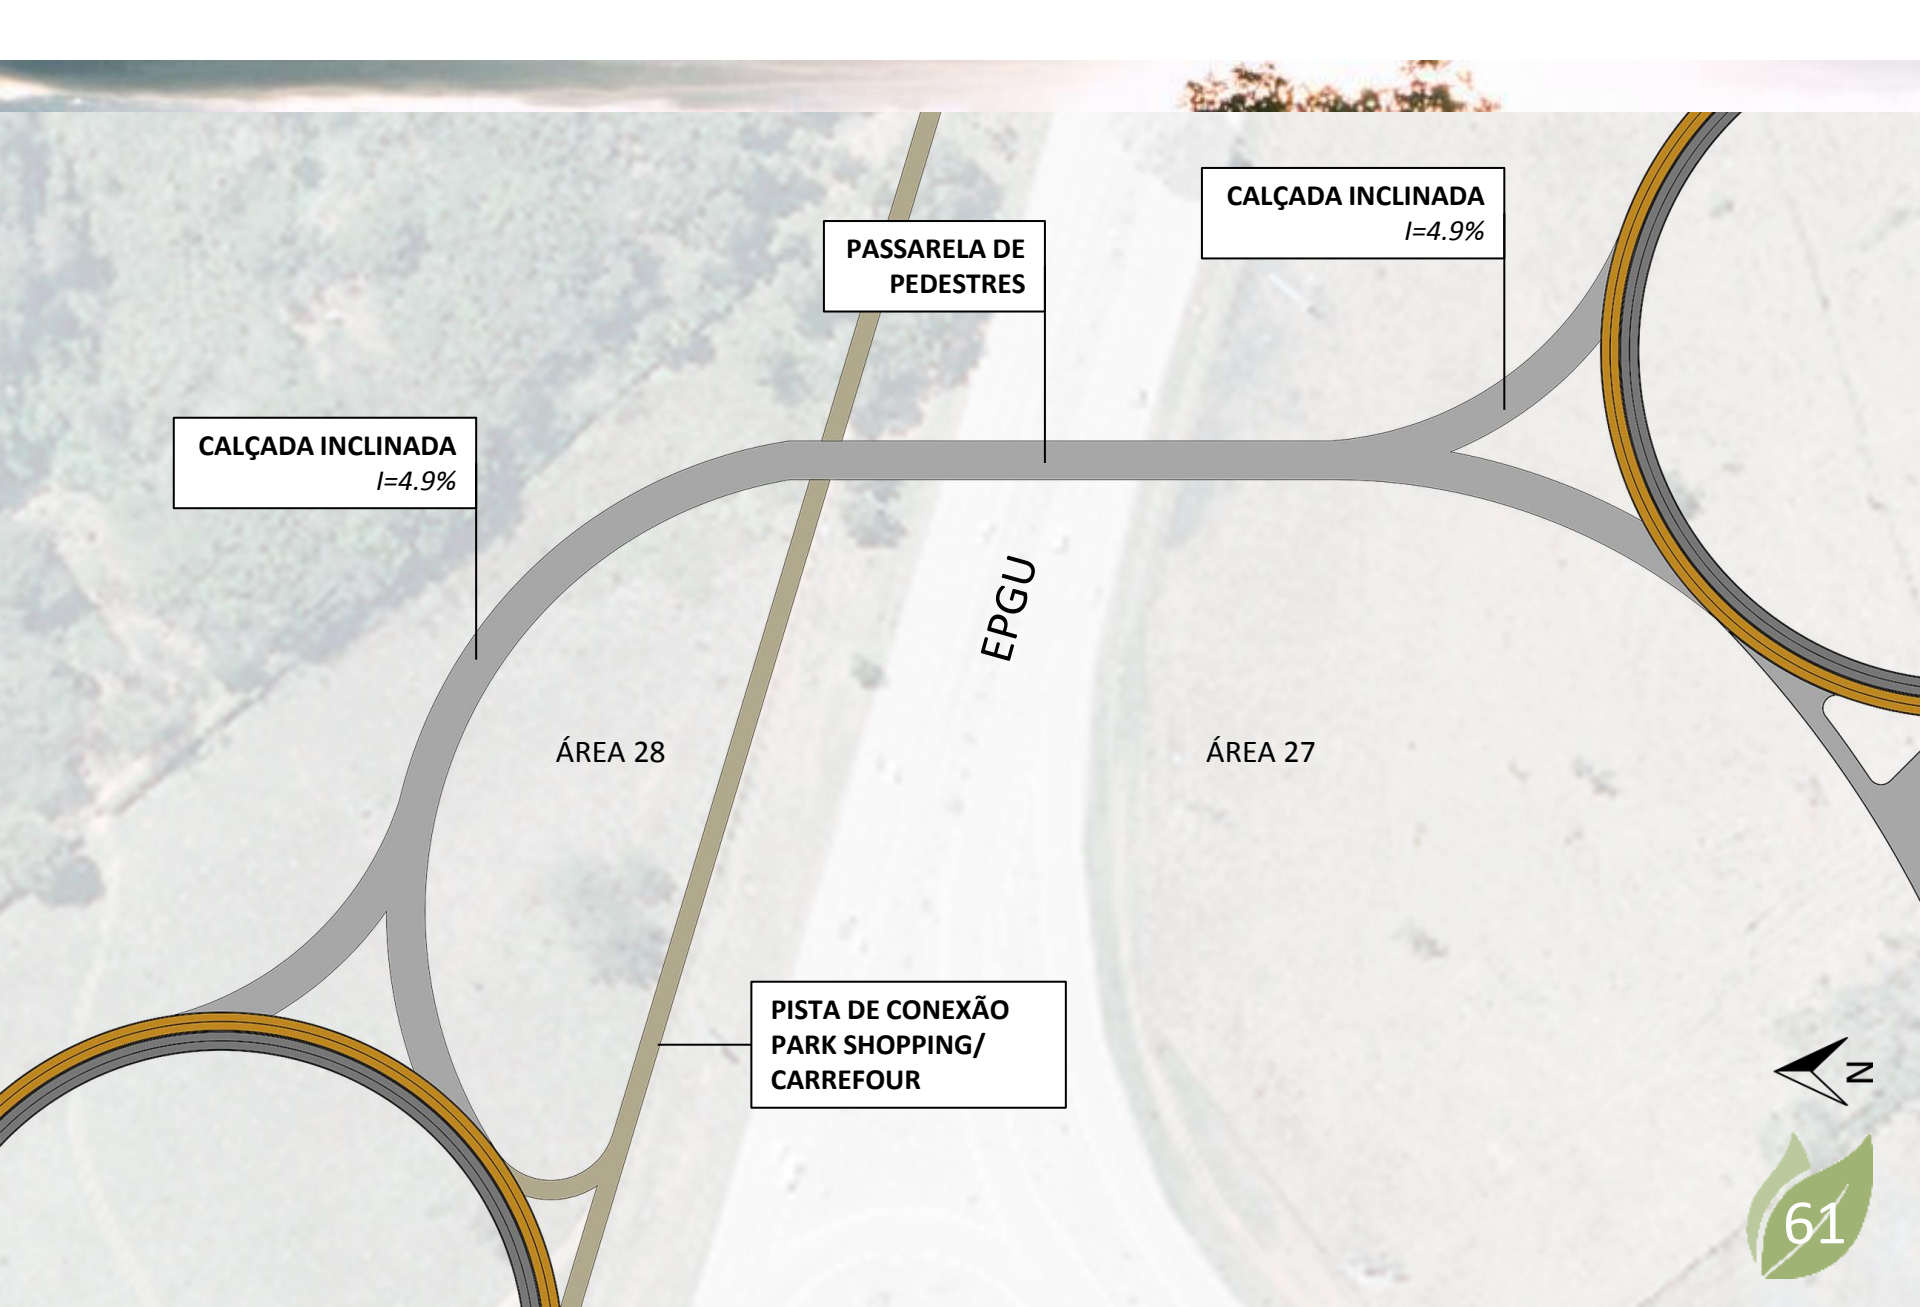 CALÇADA INCLINADA
I=4.9%
PASSARELA DE
PEDESTRES
CALÇADA INCLINADA
I=4.9%
EPGU
ÁREA 28
ÁREA 27
PISTA DE CONEXÃO
PARK SHOPPING/
CARREFOUR
N
61